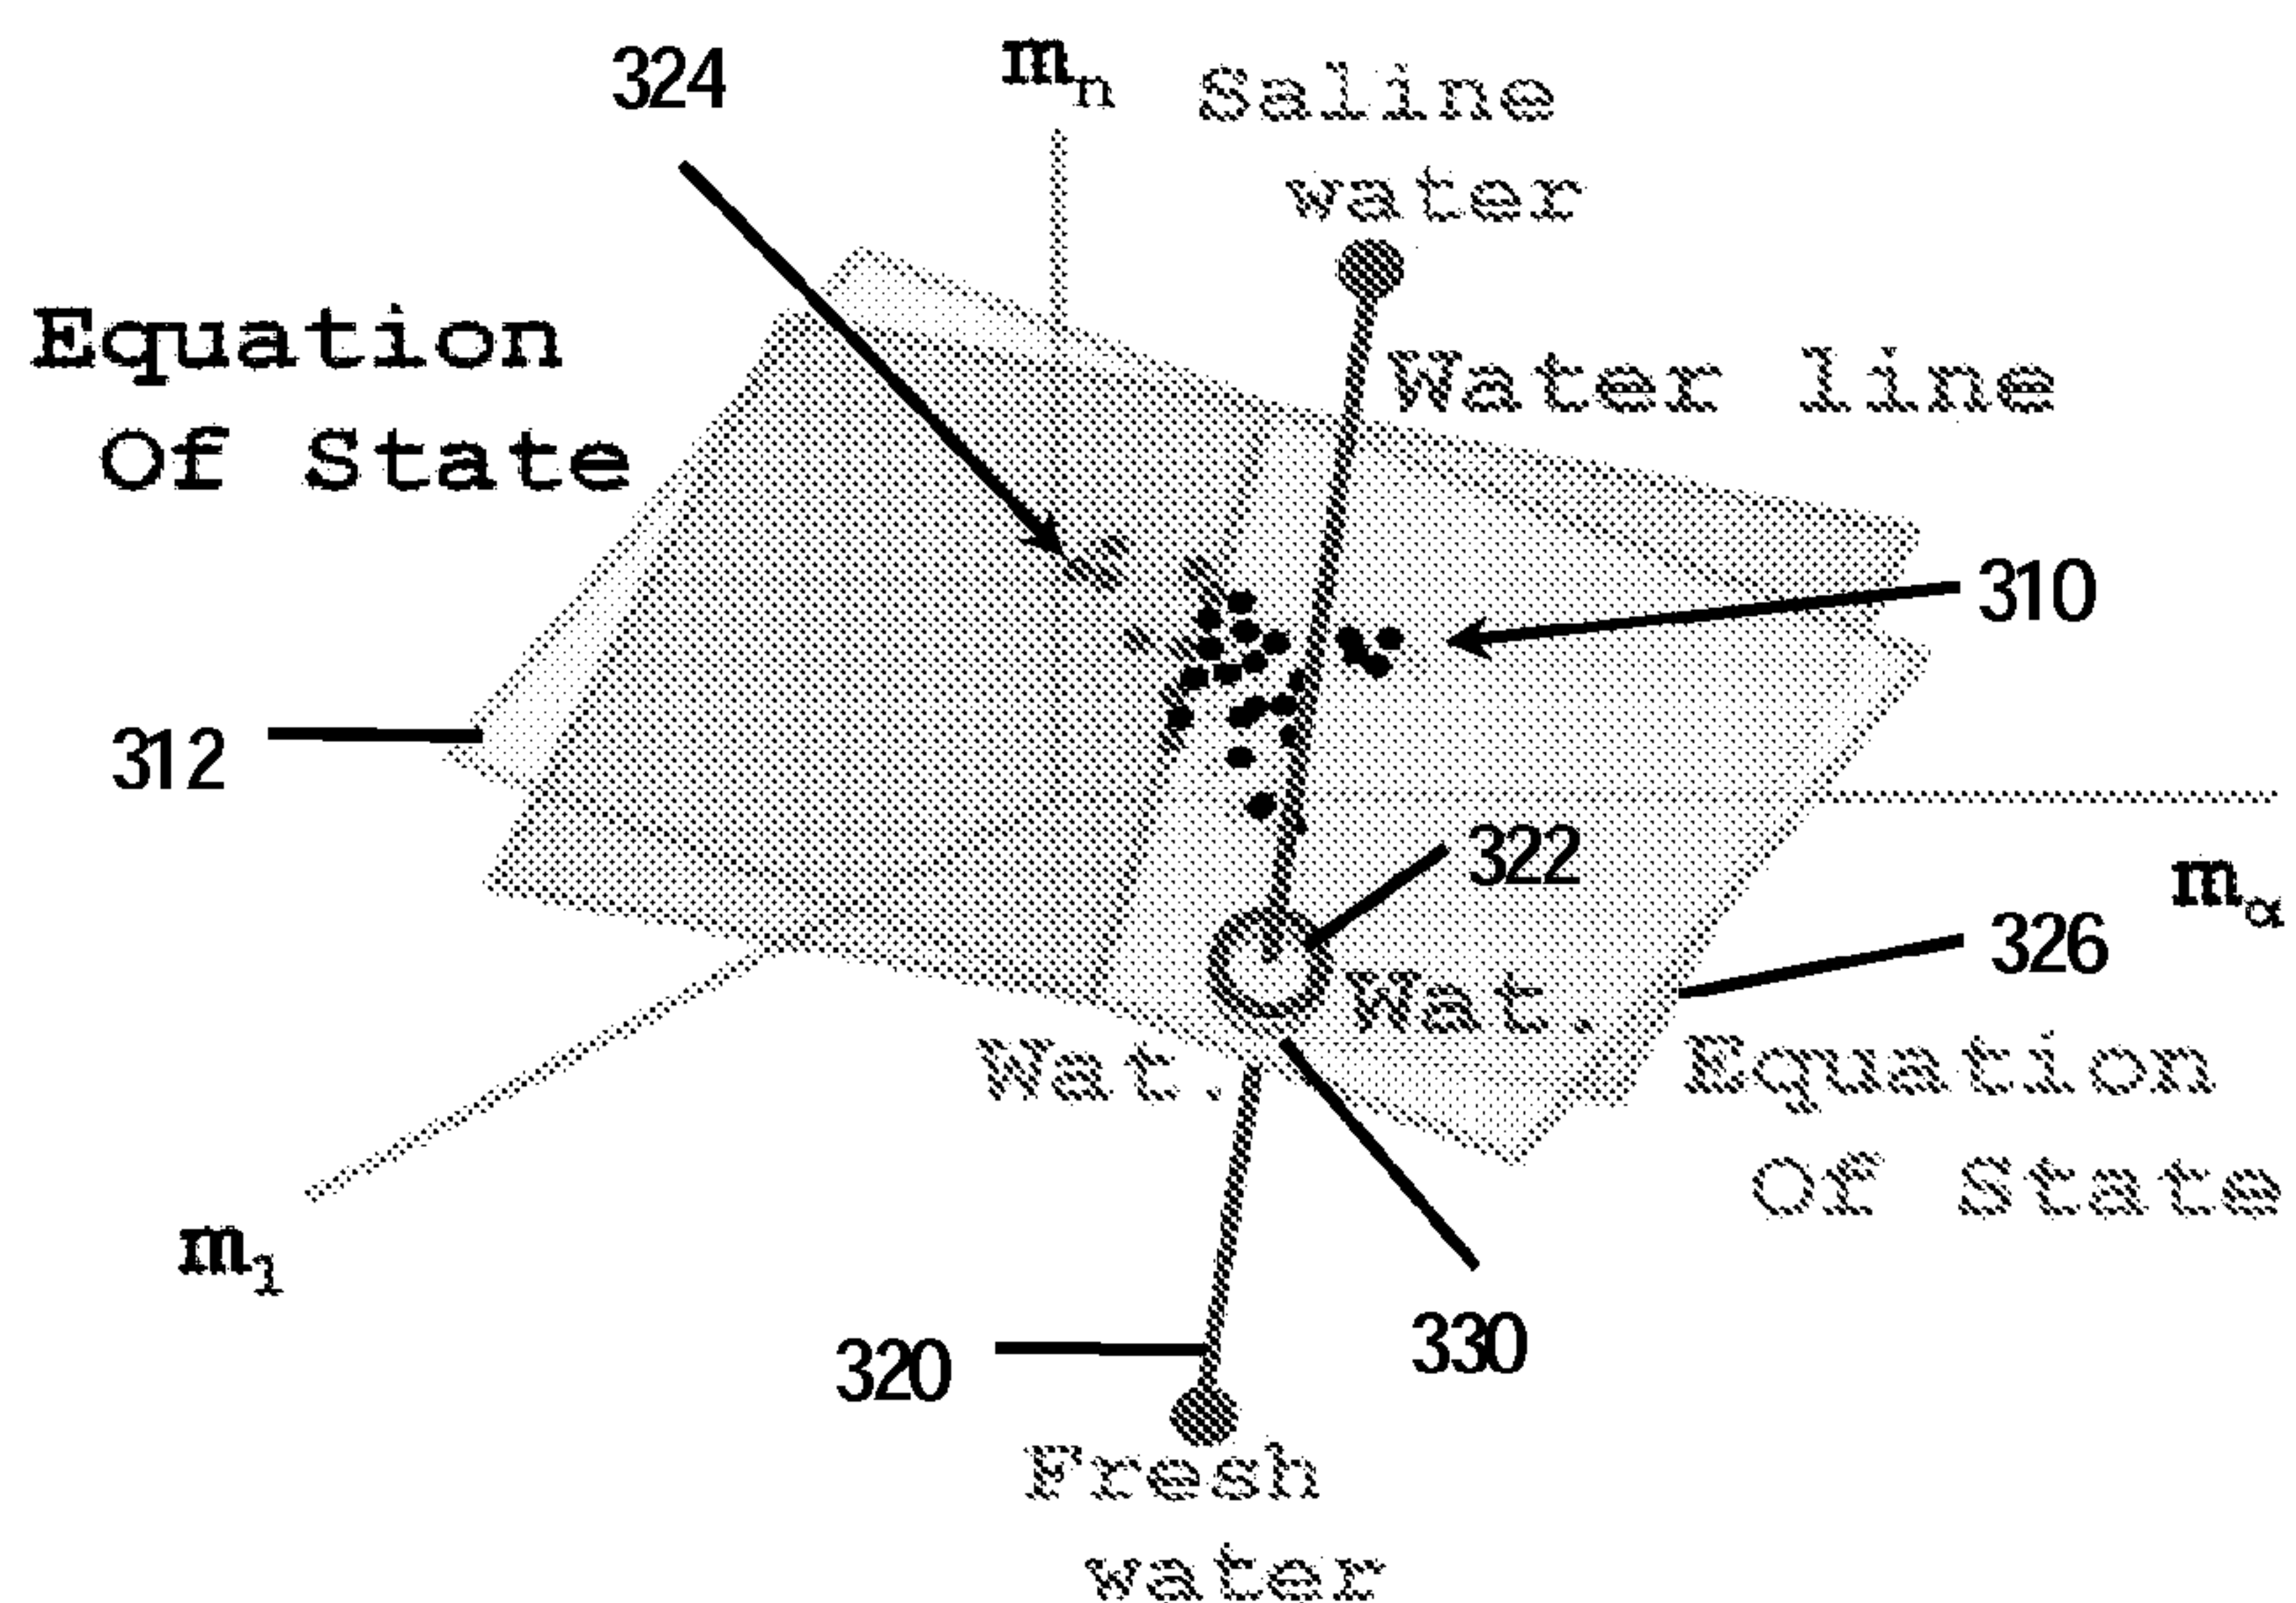 324
mn
Saline
water
Equation
Of State
Water line
310
312
322
mα
326
Wat.
Wat.
Equation
Of State
m1
320
330
Fresh
water